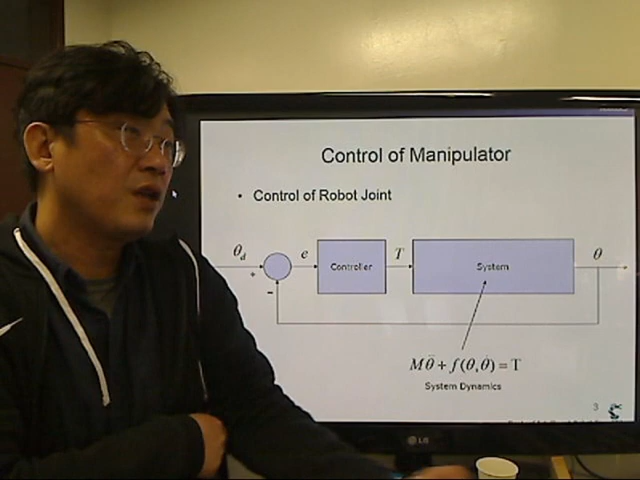 Control of Manipulator
• Control of Robot Joint
θd
e
Controller
T
System
θ
+
-
Mθ̈ + f(θ,θ̇) = T
System Dynamics
3
LG